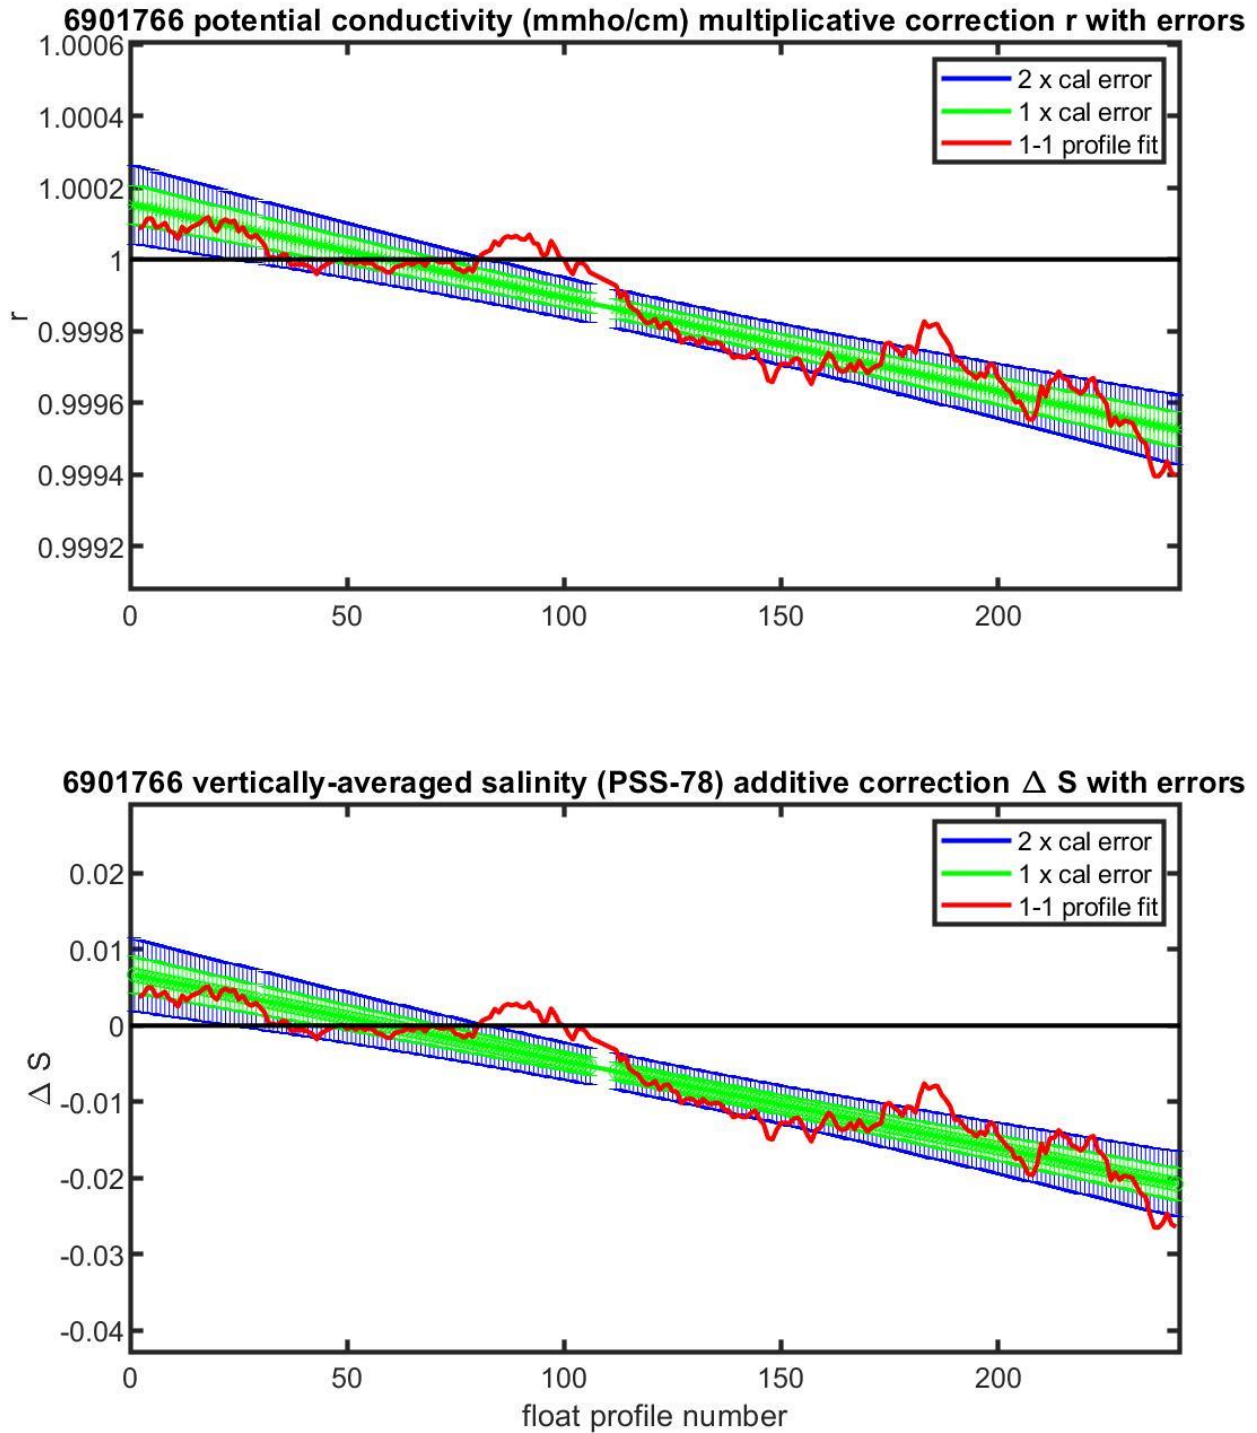 6901766 potential conductivity (mmho/cm) multiplicative correction r with errors
1.0006
1.0004
1.0002
1
0.9998
0.9996
0.9994
0.9992
r
2 x cal error
1 x cal error
1-1 profile fit
0 50 100 150 200
6901766 vertically-averaged salinity (PSS-78) additive correction Δ S with errors
0.02
0.01
0
-0.01
-0.02
-0.03
-0.04
Δ S
2 x cal error
1 x cal error
1-1 profile fit
0 50 100 150 200
float profile number